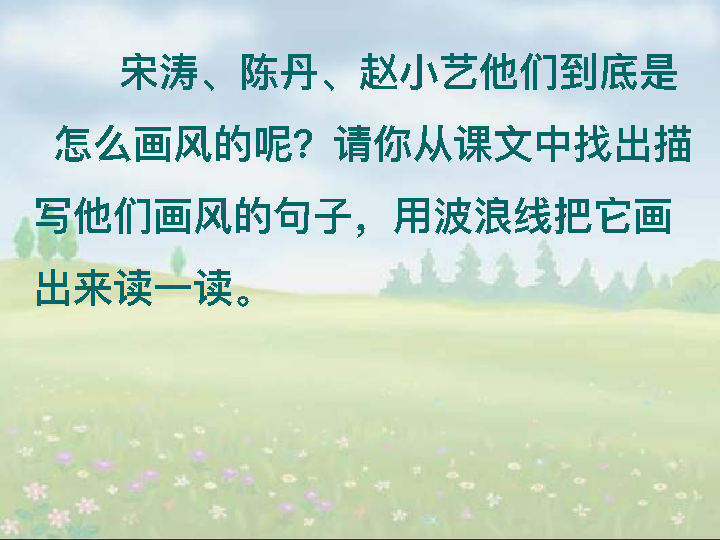 宋涛、陈丹、赵小艺他们到底是
怎么画风的呢？请你从课文中找出描
写他们画风的句子，用波浪线把它画
出来读一读。